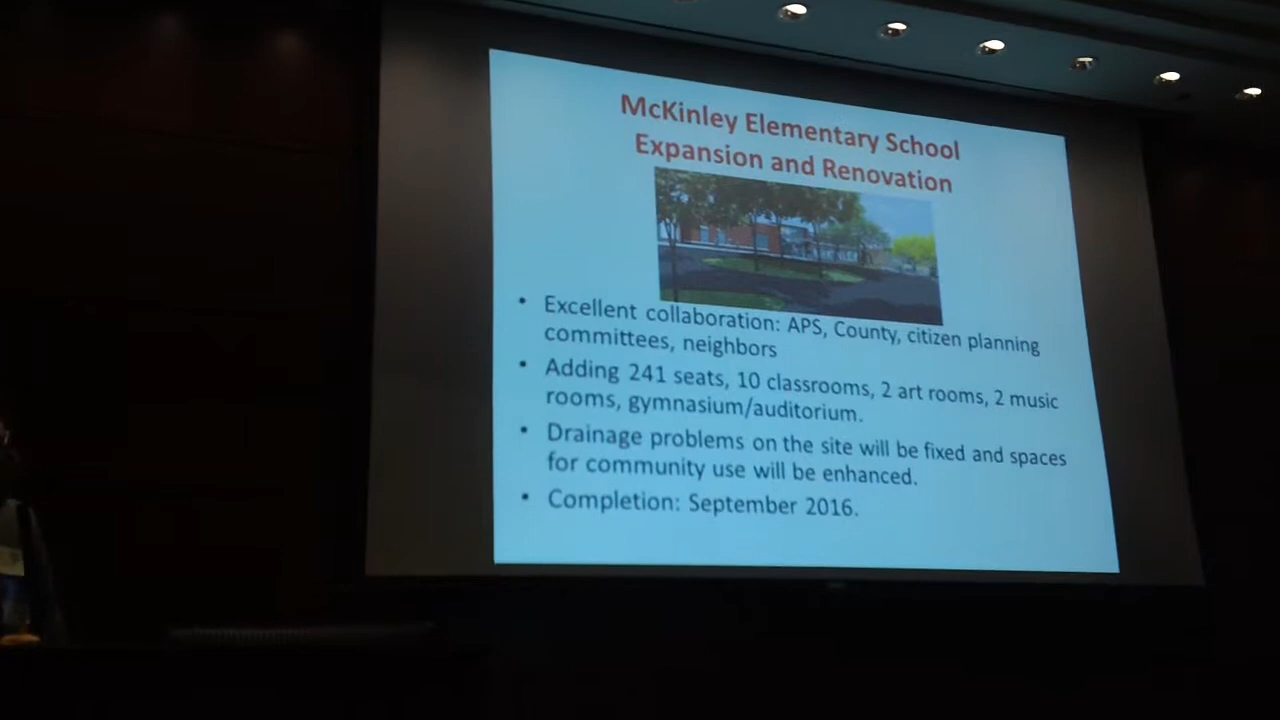 McKinley Elementary School
Expansion and Renovation
• Excellent collaboration: APS, County, citizen planning
committees, neighbors
• Adding 241 seats, 10 classrooms, 2 art rooms, 2 music
rooms, gymnasium/auditorium.
• Drainage problems on the site will be fixed and spaces
for community use will be enhanced.
• Completion: September 2016.